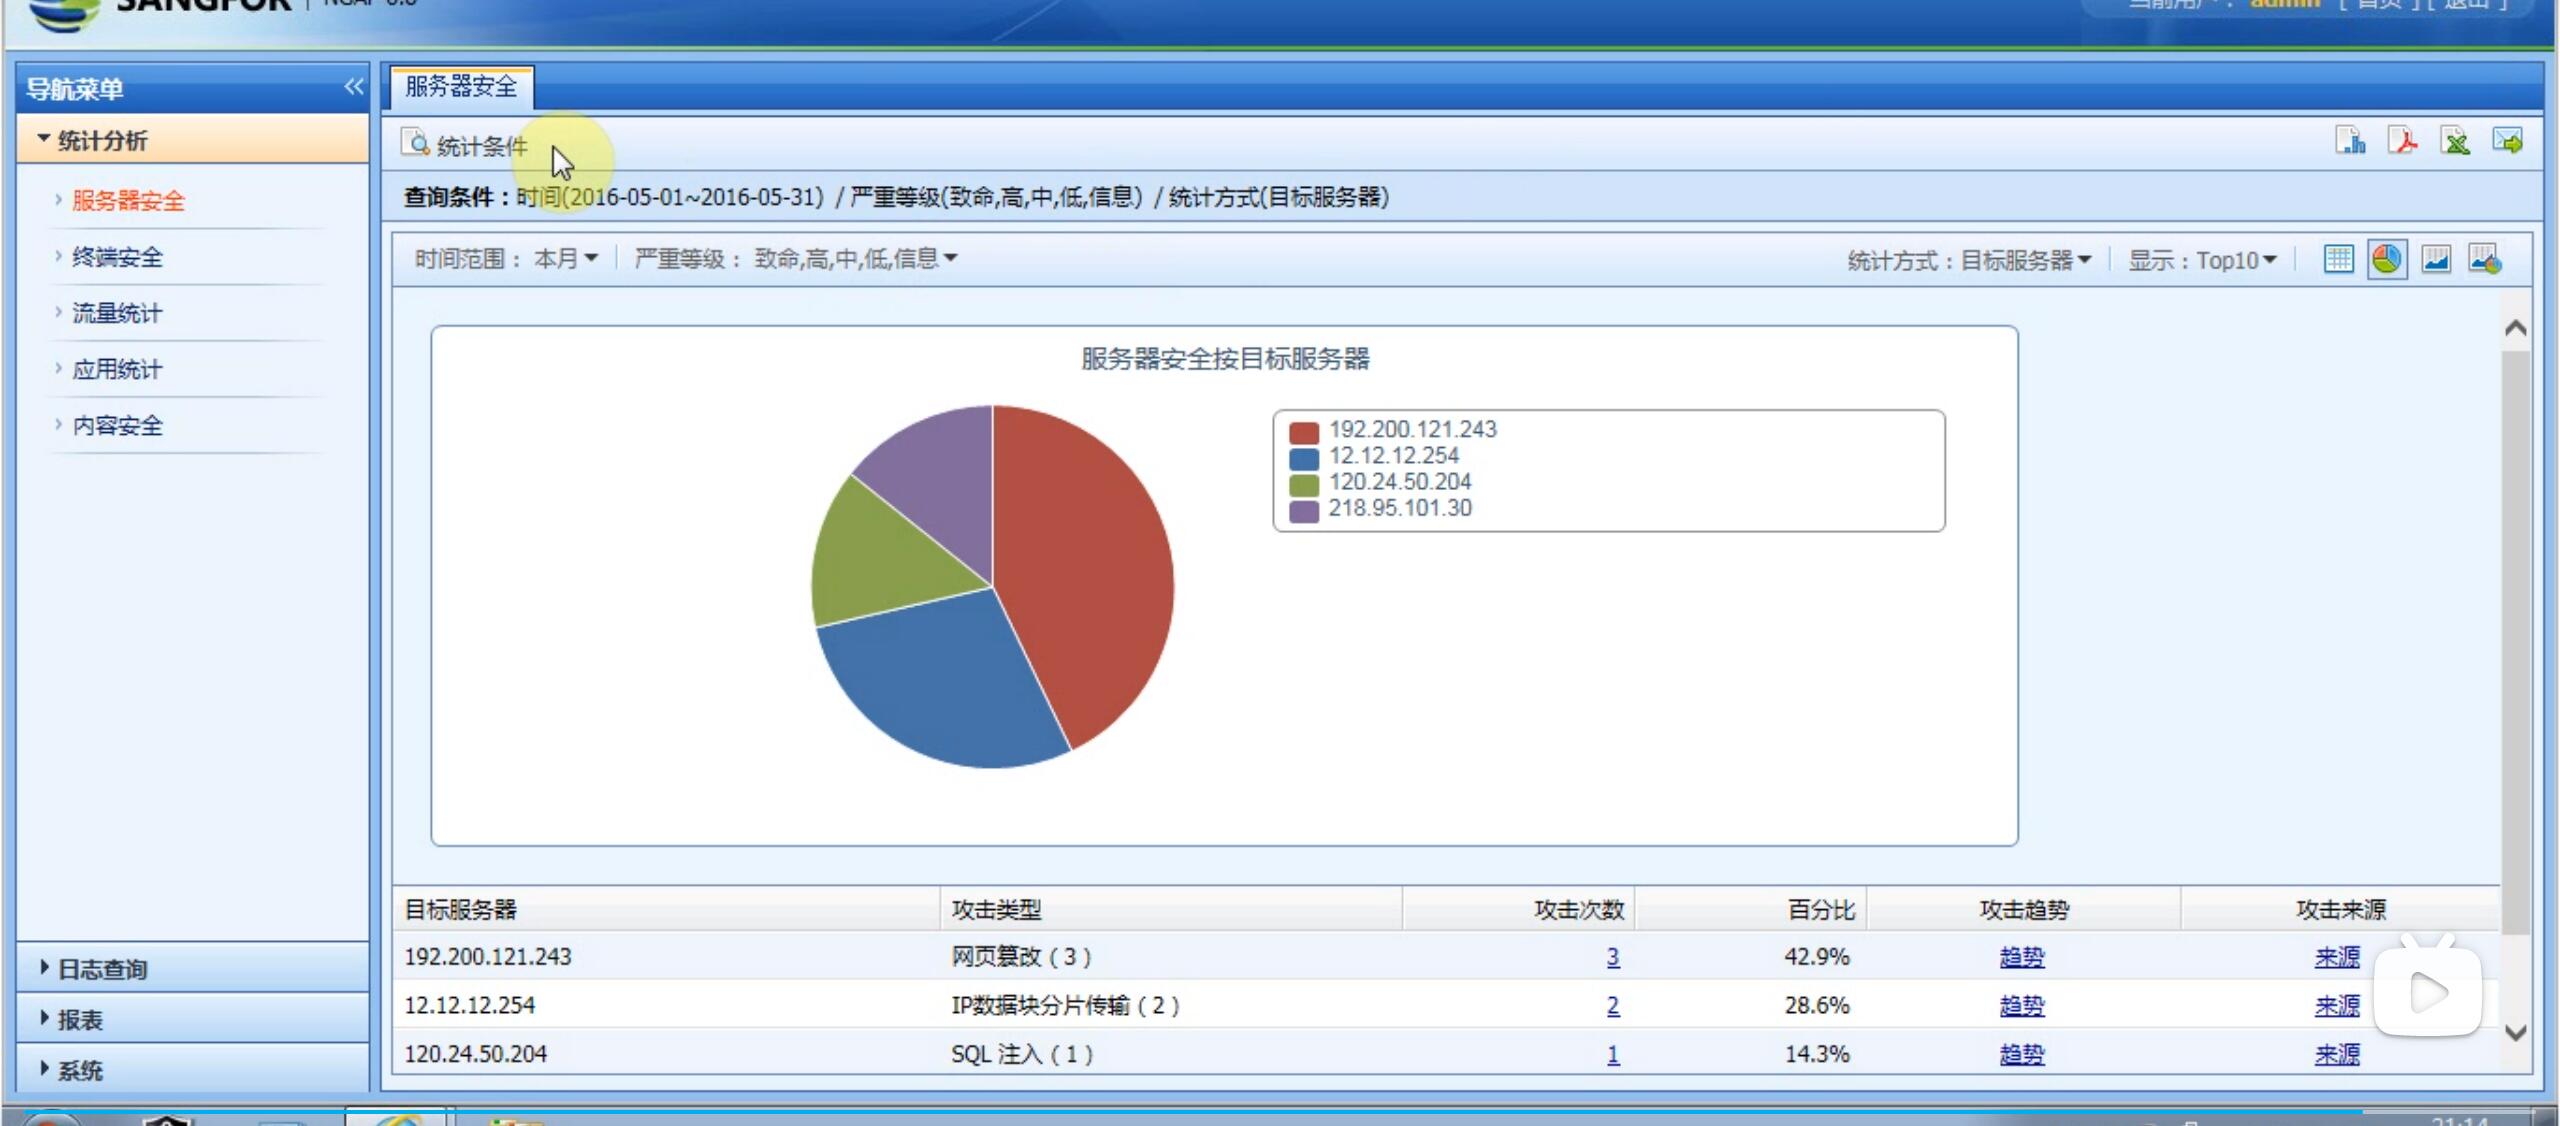 SANGFOR
当前用户： admin [ 首页 ] [ 退出 ]
导航菜单
服务器安全
统计分析
统计条件
服务器安全
查询条件：时间(2016-05-01~2016-05-31) / 严重等级(致命,高,中,低,信息) / 统计方式(目标服务器)
终端安全
时间范围： 本月 严重等级： 致命,高,中,低,信息 统计方式：目标服务器 显示：Top10
流量统计
应用统计
内容安全
服务器安全按目标服务器
192.200.121.243
12.12.12.254
120.24.50.204
218.95.101.30
目标服务器 攻击类型 攻击次数 百分比 攻击趋势 攻击来源
192.200.121.243 网页篡改 ( 3 ) 3 42.9% 趋势 来源
12.12.12.254 IP数据块分片传输 ( 2 ) 2 28.6% 趋势 来源
120.24.50.204 SQL 注入 ( 1 ) 1 14.3% 趋势 来源
日志查询
报表
系统
21:14